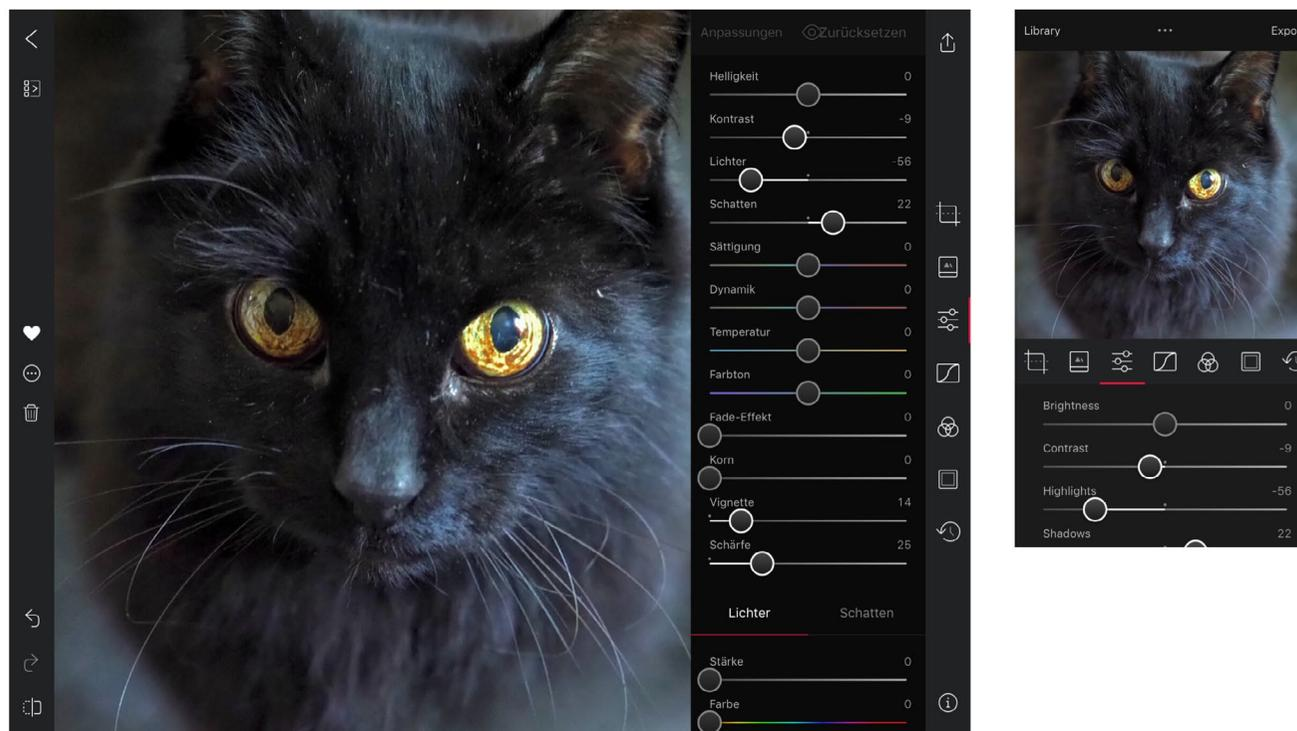 Anpassungen Zurücksetzen
Helligkeit 0
Kontrast -9
Lichter -56
Schatten 22
Sättigung 0
Dynamik 0
Temperatur 0
Farbton 0
Fade-Effekt 0
Korn 0
Vignette 14
Schärfe 25
Lichter Schatten
Stärke 0
Farbe 0
Library ••• Expo
Brightness 0
Contrast -9
Highlights -56
Shadows 22